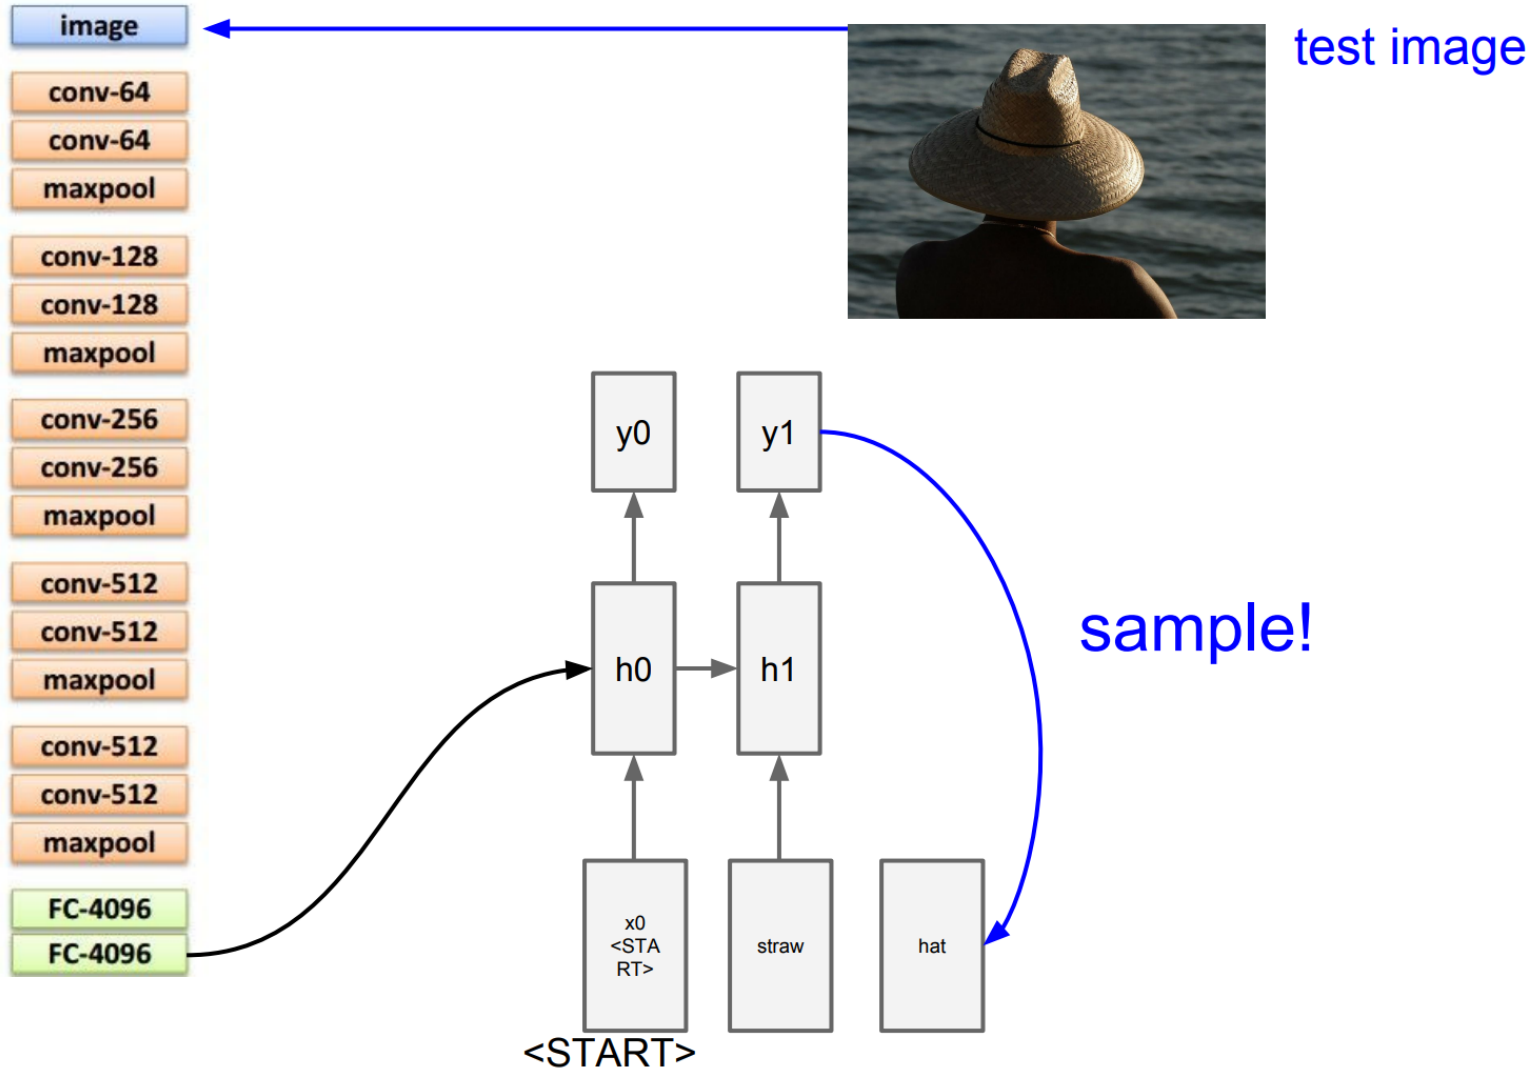 image
conv-64
conv-64
maxpool
conv-128
conv-128
maxpool
conv-256
conv-256
maxpool
conv-512
conv-512
maxpool
conv-512
conv-512
maxpool
FC-4096
FC-4096
test image
y0
y1
sample!
h0
h1
x0
<STA
RT>
straw
hat
<START>